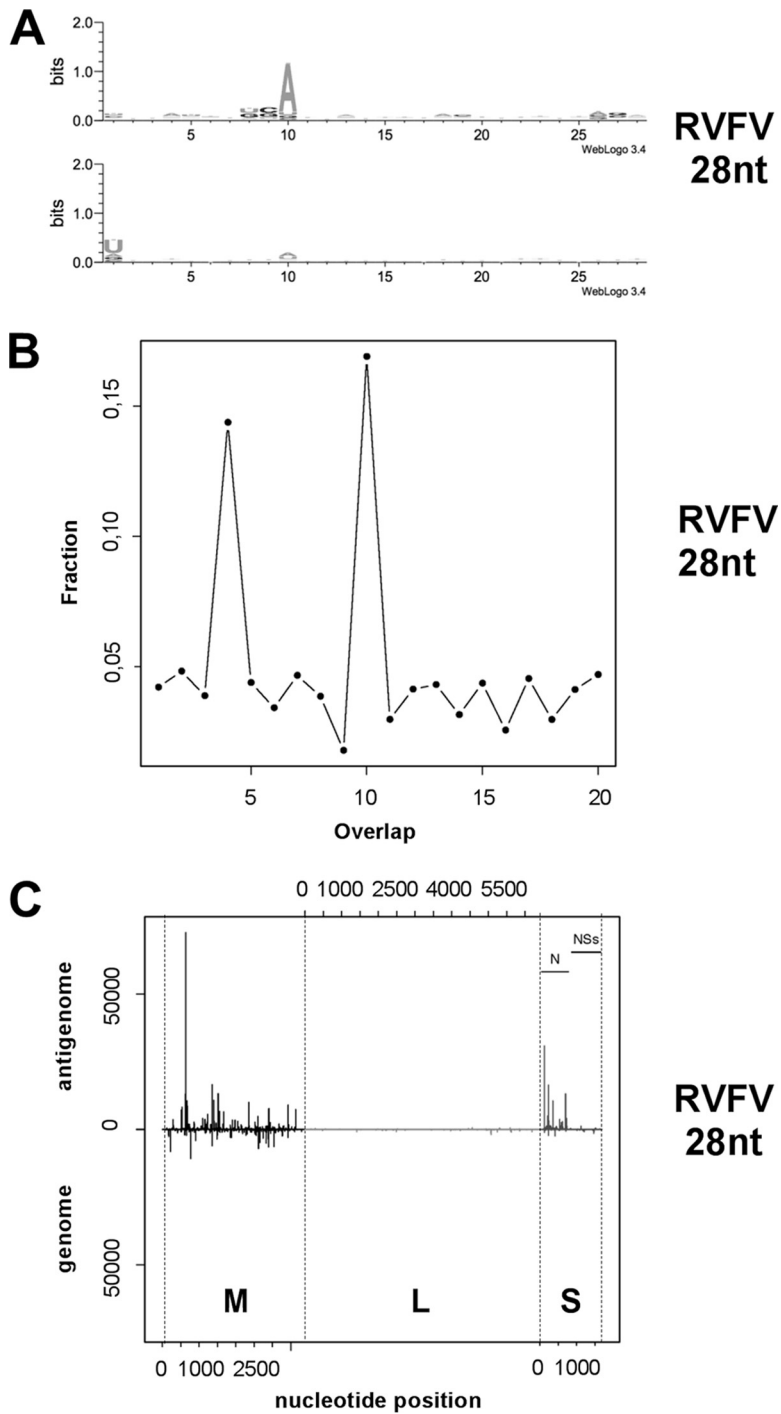 A
2.0
bits
1.0
0.0
A
5
10
15
20
25
WebLogo 3.4
RVFV
28nt
2.0
bits
1.0
0.0
U
A
5
10
15
20
25
WebLogo 3.4
B
0,15
0,10
0,05
Fraction
5
10
15
20
Overlap
RVFV
28nt
C
0 1000 2500 4000 5500
antigenome
genome
50000
0
50000
N
NSs
M
L
S
0 1000 2500
0 1000
nucleotide position
RVFV
28nt